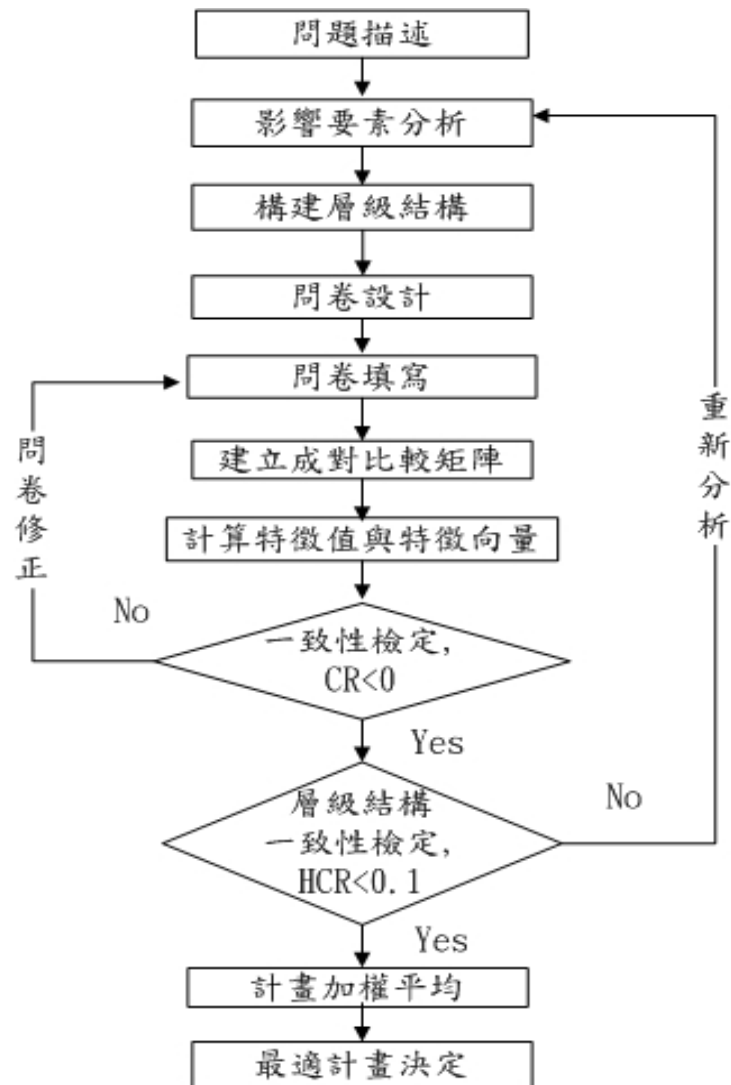 問題描述
影響要素分析
構建層級結構
問卷設計
問卷填寫
建立成對比較矩陣
計算特徵值與特徵向量
問卷修正
重新分析
No
一致性檢定,
CR<0
Yes
層級結構
一致性檢定,
HCR<0.1
No
Yes
計畫加權平均
最適計畫決定